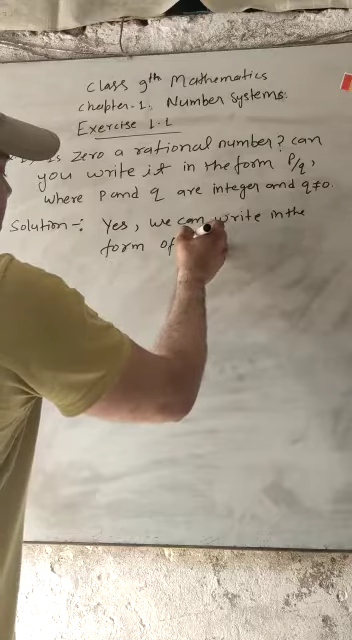 Class 9th Mathematics
chapter-1. Number Systems.
Exercise 1.1
Is Zero a rational number? can
you write it in the form P/q,
where P and q are integer and q≠0.
Solution-: Yes, we can write in the
form of